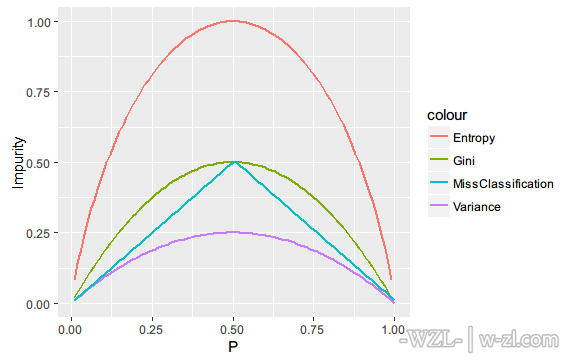 1.00
0.75
0.50
0.25
0.00
Impurity
0.00
0.25
0.50
0.75
1.00
P
colour
Entropy
Gini
MissClassification
Variance
-WZL- | w-zl.com